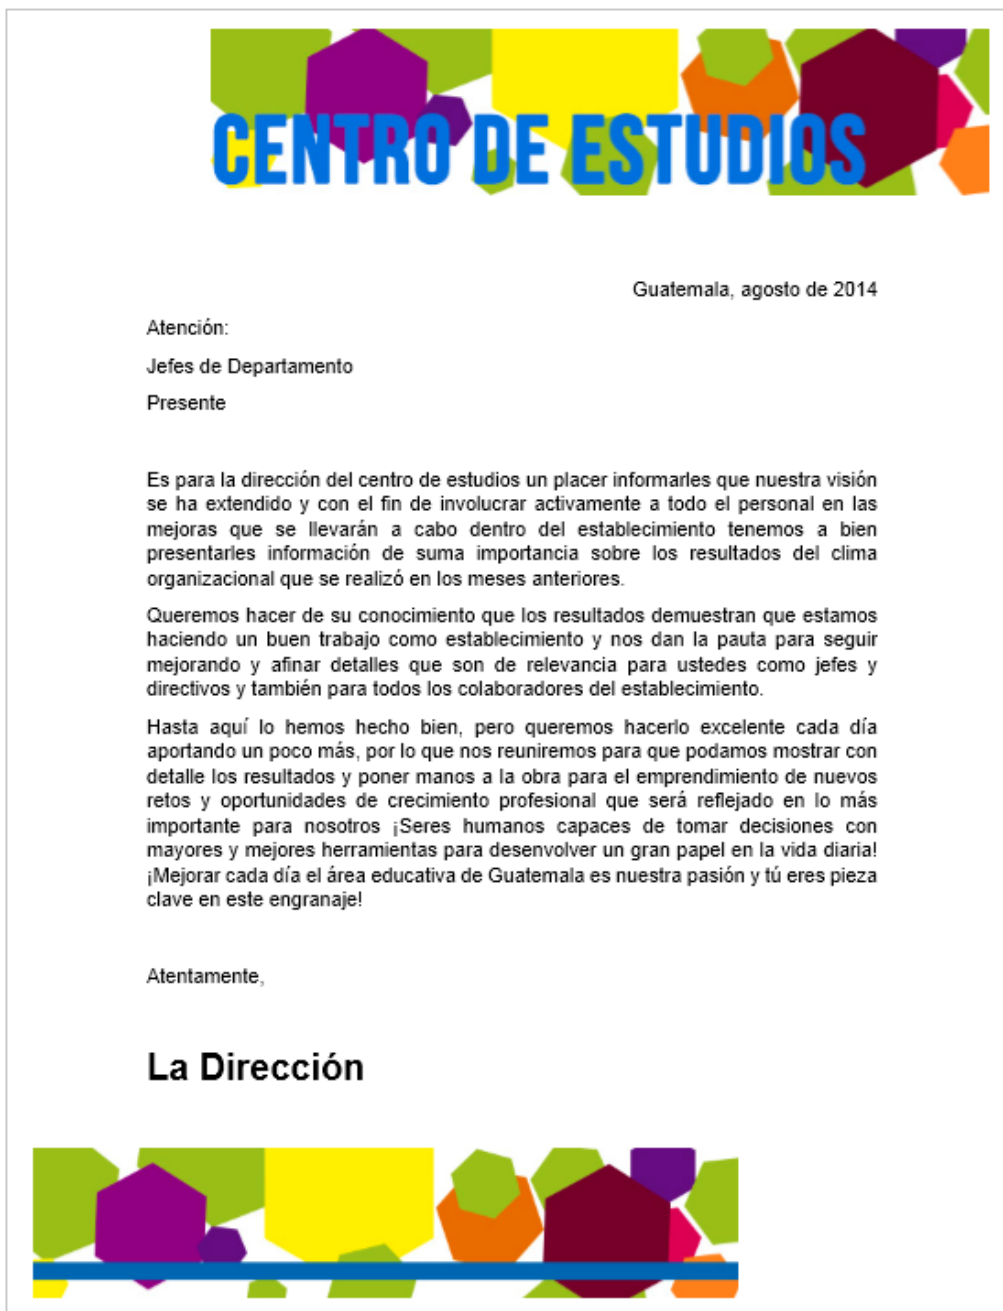 CENTRO DE ESTUDIOS
Guatemala, agosto de 2014
Atención:
Jefes de Departamento
Presente
Es para la dirección del centro de estudios un placer informarles que nuestra visión
se ha extendido y con el fin de involucrar activamente a todo el personal en las
mejoras que se llevarán a cabo dentro del establecimiento tenemos a bien
presentarles información de suma importancia sobre los resultados del clima
organizacional que se realizó en los meses anteriores.
Queremos hacer de su conocimiento que los resultados demuestran que estamos
haciendo un buen trabajo como establecimiento y nos dan la pauta para seguir
mejorando y afinar detalles que son de relevancia para ustedes como jefes y
directivos y también para todos los colaboradores del establecimiento.
Hasta aquí lo hemos hecho bien, pero queremos hacerlo excelente cada día
aportando un poco más, por lo que nos reuniremos para que podamos mostrar con
detalle los resultados y poner manos a la obra para el emprendimiento de nuevos
retos y oportunidades de crecimiento profesional que será reflejado en lo más
importante para nosotros ¡Seres humanos capaces de tomar decisiones con
mayores y mejores herramientas para desenvolver un gran papel en la vida diaria!
¡Mejorar cada día el área educativa de Guatemala es nuestra pasión y tú eres pieza
clave en este engranaje!
Atentamente,
La Dirección